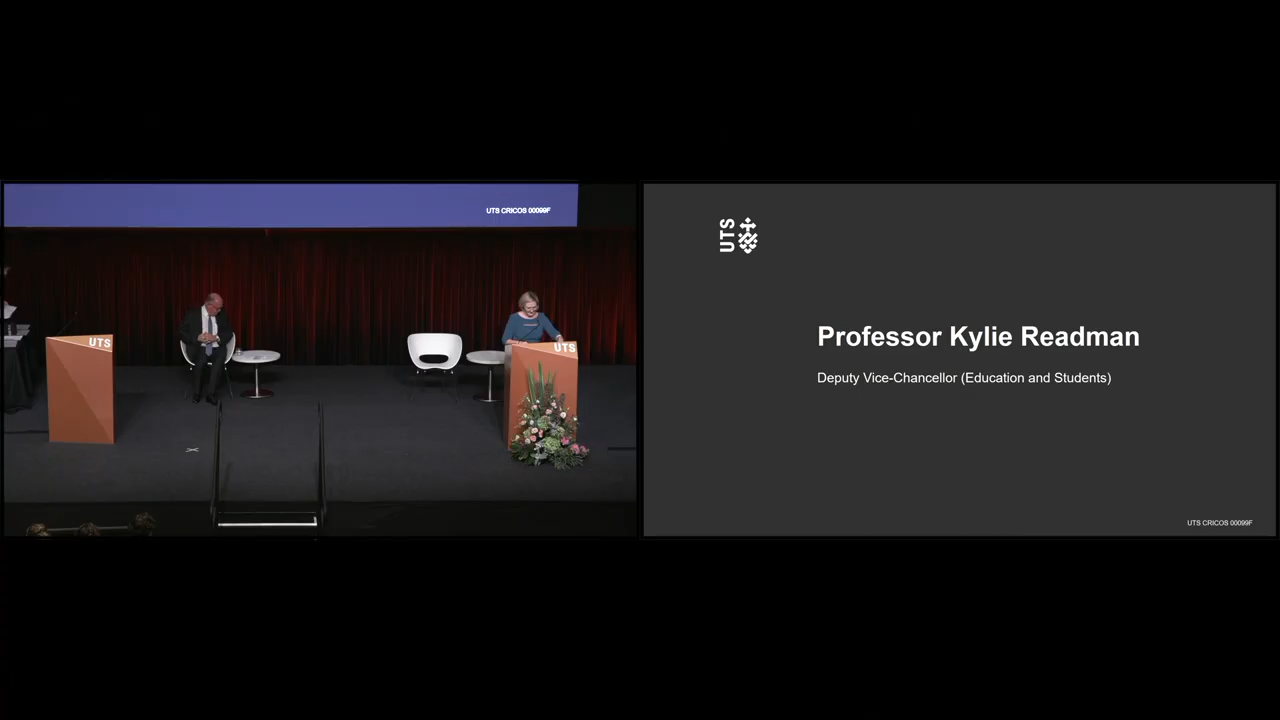 UTS CRICOS 00099F
UTS
UTS
UTS
Professor Kylie Readman
Deputy Vice-Chancellor (Education and Students)
UTS CRICOS 00099F